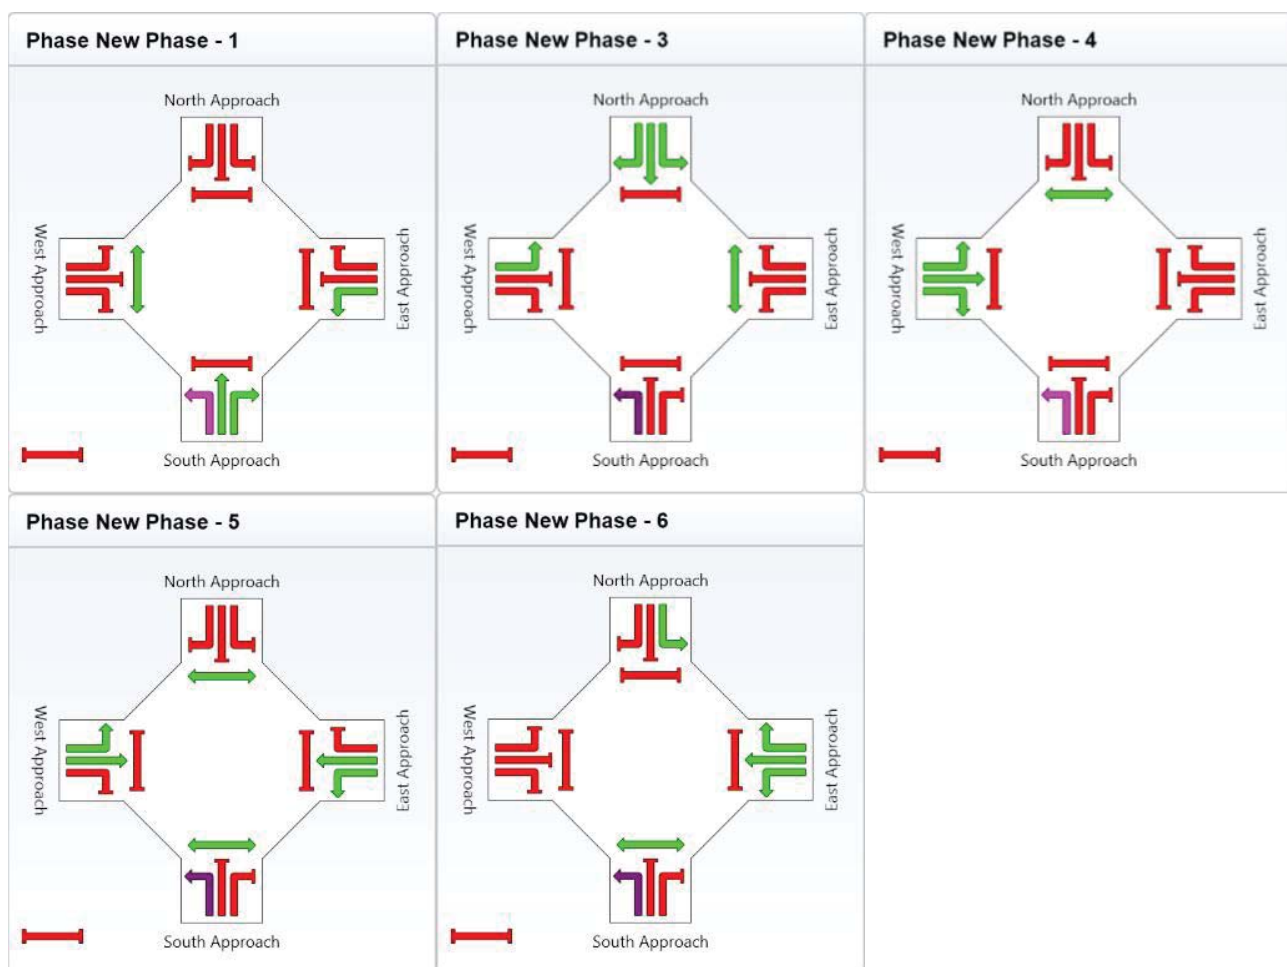 Phase New Phase - 1
North Approach
West Approach
East Approach
South Approach
Phase New Phase - 3
North Approach
West Approach
East Approach
South Approach
Phase New Phase - 4
North Approach
West Approach
East Approach
South Approach
Phase New Phase - 5
North Approach
West Approach
East Approach
South Approach
Phase New Phase - 6
North Approach
West Approach
East Approach
South Approach